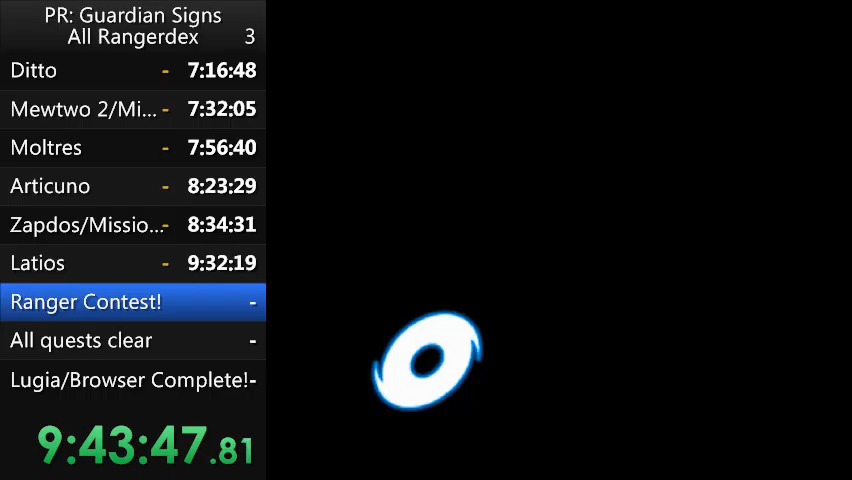 PR: Guardian Signs
All Rangerdex 3
Ditto - 7:16:48
Mewtwo 2/Mi... - 7:32:05
Moltres - 7:56:40
Articuno - 8:23:29
Zapdos/Missio... - 8:34:31
Latios - 9:32:19
Ranger Contest! -
All quests clear -
Lugia/Browser Complete! -
9:43:47.81